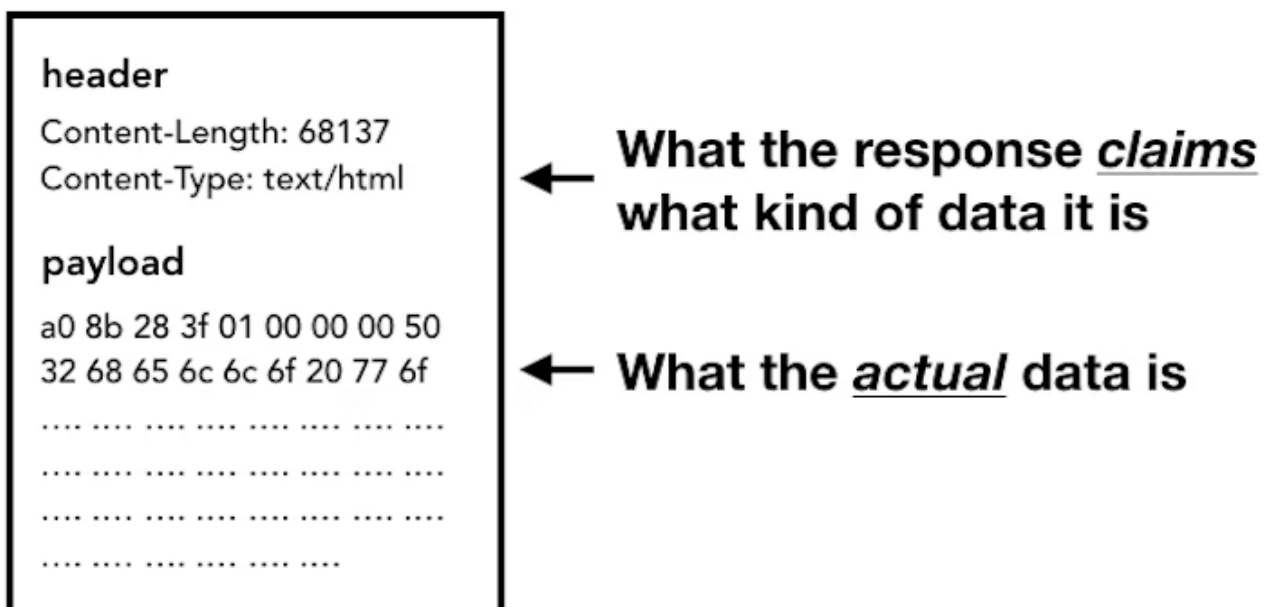 header
Content-Length: 68137
Content-Type: text/html
What the response claims
what kind of data it is
payload
a0 8b 28 3f 01 00 00 00 50
32 68 65 6c 6c 6f 20 77 6f
What the actual data is
.... .... .... .... .... .... .... ....
.... .... .... .... .... .... .... ....
.... .... .... .... .... .... .... ....
.... .... .... .... .... ....